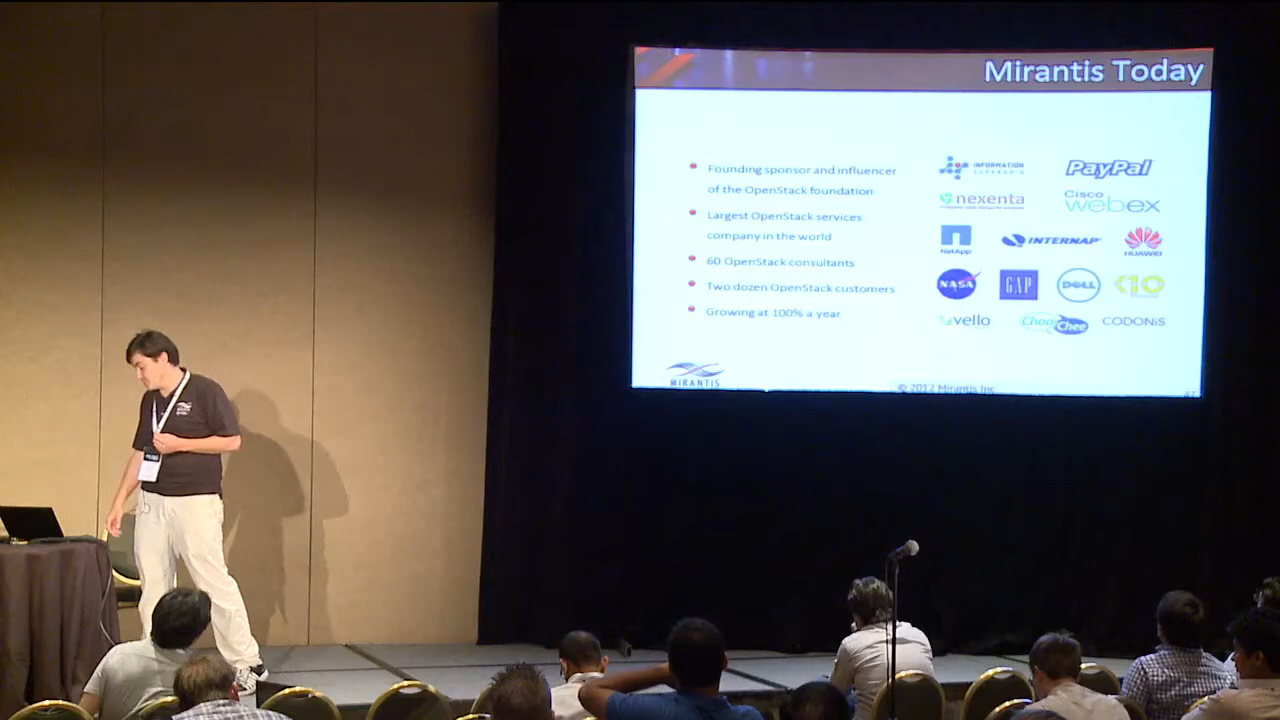 Mirantis Today
Founding sponsor and influencer
of the OpenStack foundation
Largest OpenStack services
company in the world
60 OpenStack consultants
Two dozen OpenStack customers
Growing at 100% a year
INFORMATION
PayPal
nexenta
Cisco
webex
NetApp
INTERNAP
HUAWEI
NASA
GAP
DELL
K10
vello
Choo Chee
CODONiS
MIRANTIS
© 2012 Mirantis Inc.